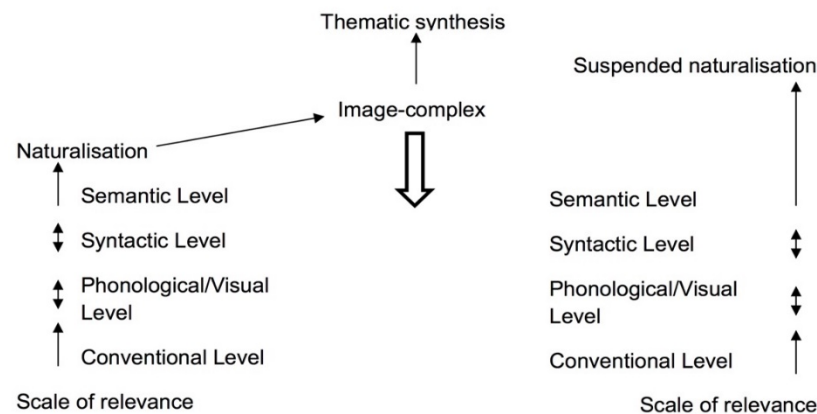 Thematic synthesis
Suspended naturalisation
Image-complex
Naturalisation
Semantic Level
Syntactic Level
Phonological/Visual
Level
Conventional Level
Scale of relevance
Semantic Level
Syntactic Level
Phonological/Visual
Level
Conventional Level
Scale of relevance